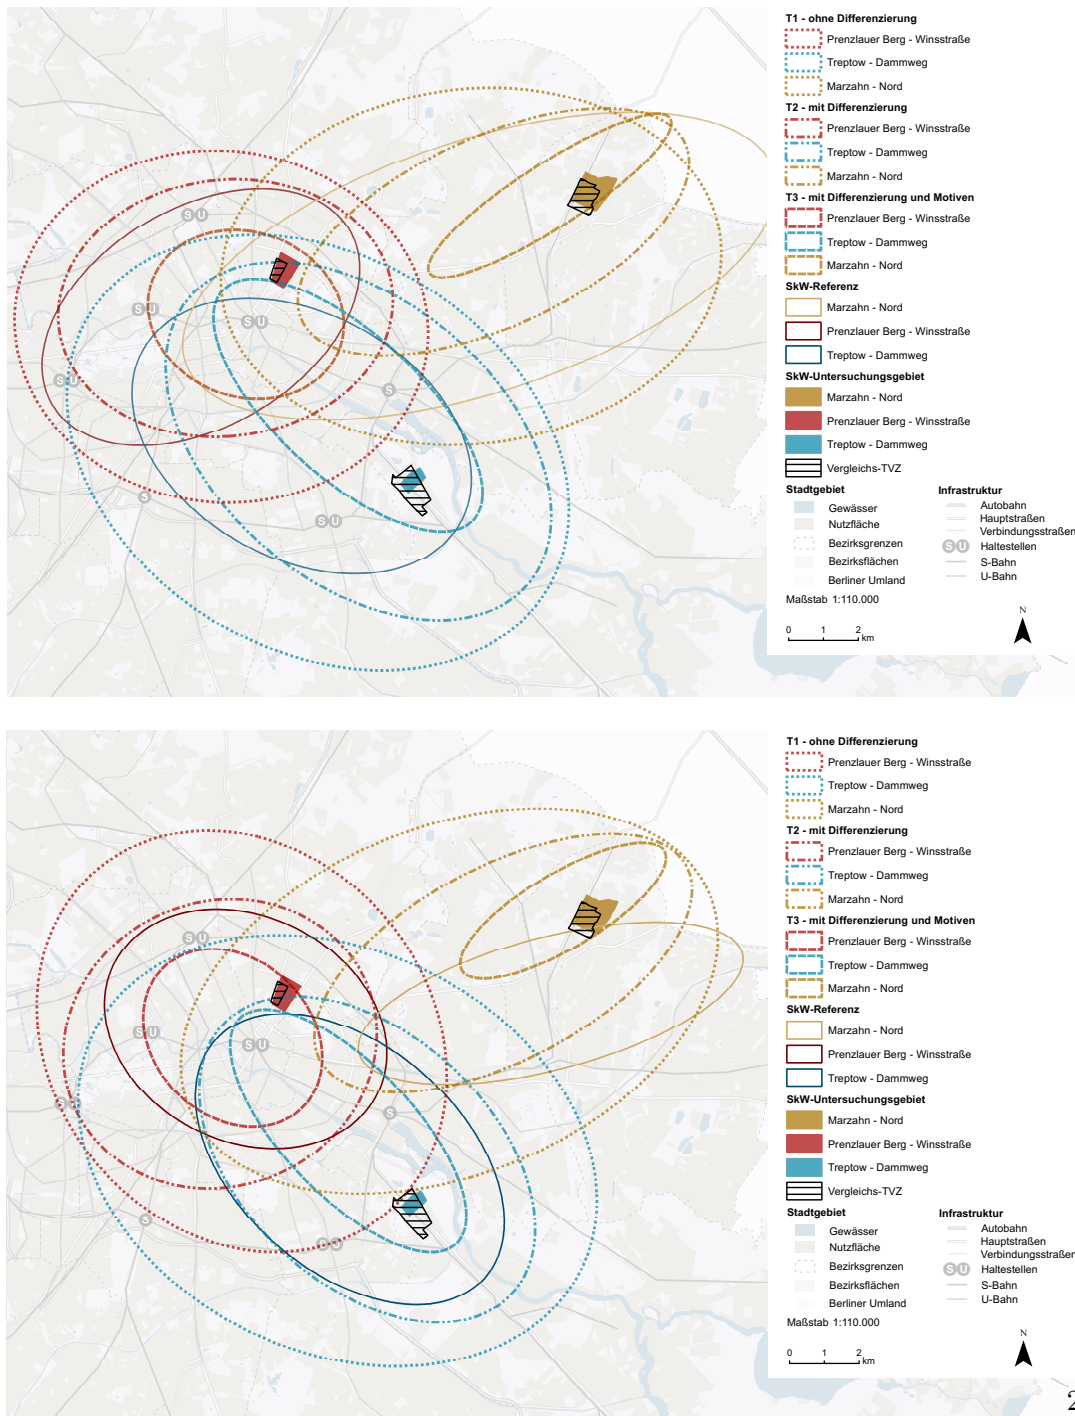 T1 - ohne Differenzierung
Prenzlauer Berg - Winsstraße
Treptow - Dammweg
Marzahn - Nord
T2 - mit Differenzierung
Prenzlauer Berg - Winsstraße
Treptow - Dammweg
Marzahn - Nord
T3 - mit Differenzierung und Motiven
Prenzlauer Berg - Winsstraße
Treptow - Dammweg
Marzahn - Nord
SkW-Referenz
Marzahn - Nord
Prenzlauer Berg - Winsstraße
Treptow - Dammweg
SkW-Untersuchungsgebiet
Marzahn - Nord
Prenzlauer Berg - Winsstraße
Treptow - Dammweg
Vergleichs-TVZ
Stadtgebiet
Gewässer
Nutzfläche
Bezirksgrenzen
Bezirksflächen
Berliner Umland
Infrastruktur
Autobahn
Hauptstraßen
Verbindungsstraßen
S U Haltestellen
S-Bahn
U-Bahn
Maßstab 1:110.000
0 1 2 km
N
S U
S U
S U
S U
S
S
S U
T1 - ohne Differenzierung
Prenzlauer Berg - Winsstraße
Treptow - Dammweg
Marzahn - Nord
T2 - mit Differenzierung
Prenzlauer Berg - Winsstraße
Treptow - Dammweg
Marzahn - Nord
T3 - mit Differenzierung und Motiven
Prenzlauer Berg - Winsstraße
Treptow - Dammweg
Marzahn - Nord
SkW-Referenz
Marzahn - Nord
Prenzlauer Berg - Winsstraße
Treptow - Dammweg
SkW-Untersuchungsgebiet
Marzahn - Nord
Prenzlauer Berg - Winsstraße
Treptow - Dammweg
Vergleichs-TVZ
Stadtgebiet
Gewässer
Nutzfläche
Bezirksgrenzen
Bezirksflächen
Berliner Umland
Infrastruktur
Autobahn
Hauptstraßen
Verbindungsstraßen
S U Haltestellen
S-Bahn
U-Bahn
Maßstab 1:110.000
0 1 2 km
N
S U
S U
S U
S U
S
S
S U
2